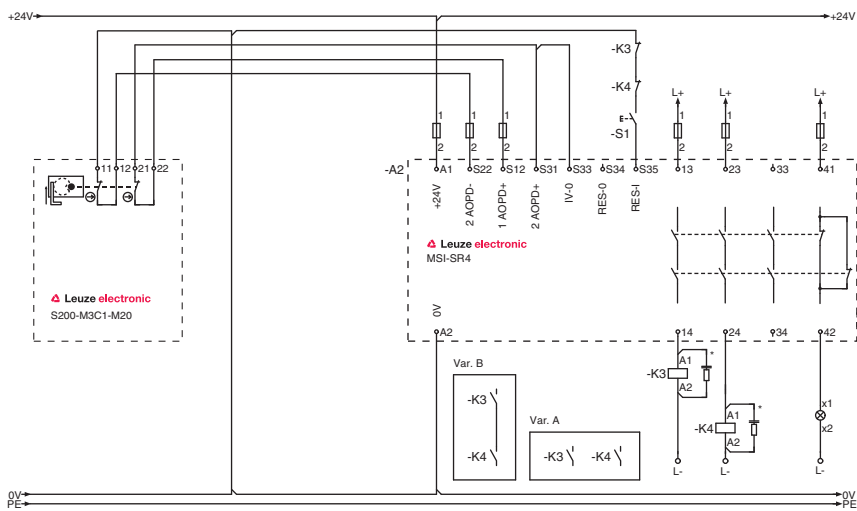 +24V +24V
-K3
-K4
L+ L+ L+
1 1 1 E- 1 1 1
-S1
2 2 2 2 2 2
11 12 21 22
-A2 A1 S22 S12 S31 S33 S34 S35 13 23 33 41
+24V
2 AOPD-
1 AOPD+
2 AOPD+
IV-0
RES-0
RES-I
Leuze electronic
MSI-SR4
Leuze electronic
S200-M3C1-M20
0V
A2 14 24 34 42
Var. B
-K3
-K4
Var. A
-K3 -K4
A1 *
-K3
A2
A1 *
-K4
A2
x1
x2
L- L- L-
0V 0V
PE PE